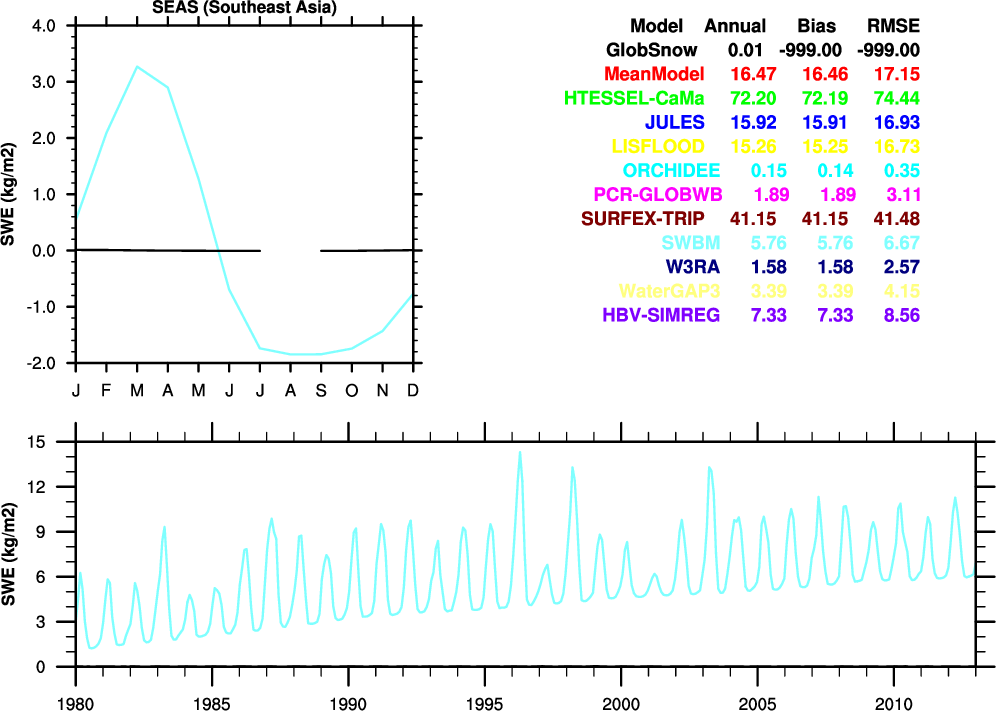 SEAS (Southeast Asia)
4.0
3.0
2.0
1.0
0.0
-1.0
-2.0
SWE (kg/m2)
J F M A M J J A S O N D
Model Annual Bias RMSE
GlobSnow 0.01 -999.00 -999.00
MeanModel 16.47 16.46 17.15
HTESSEL-CaMa 72.20 72.19 74.44
JULES 15.92 15.91 16.93
LISFLOOD 15.26 15.25 16.73
ORCHIDEE 0.15 0.14 0.35
PCR-GLOBWB 1.89 1.89 3.11
SURFEX-TRIP 41.15 41.15 41.48
SWBM 5.76 5.76 6.67
W3RA 1.58 1.58 2.57
WaterGAP3 3.39 3.39 4.15
HBV-SIMREG 7.33 7.33 8.56
15
12
9
6
3
0
SWE (kg/m2)
1980 1985 1990 1995 2000 2005 2010